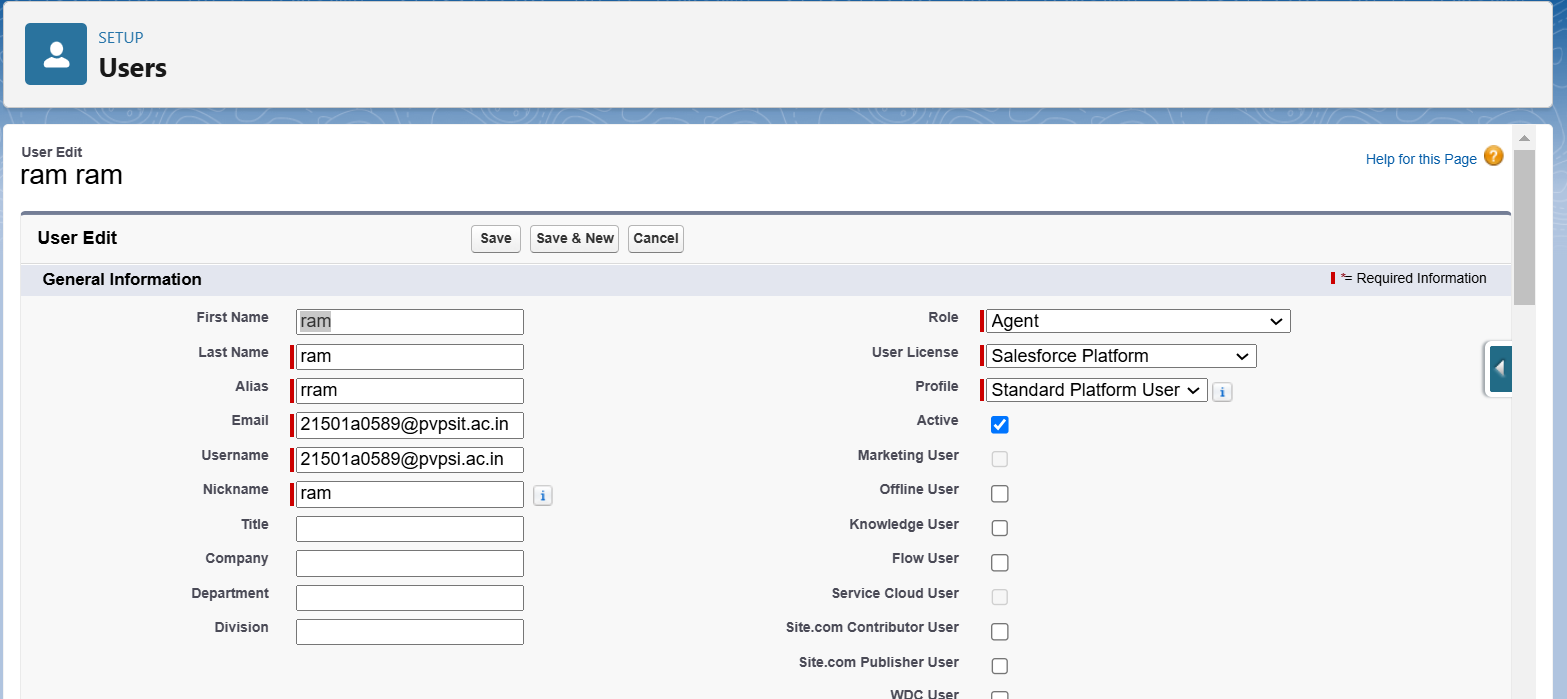 SETUP
Users
User Edit
ram ram
Help for this Page ?
User Edit
Save
Save & New
Cancel
General Information
*= Required Information
First Name ram
Last Name ram
Alias rram
Email 21501a0589@pvpsit.ac.in
Username 21501a0589@pvpsi.ac.in
Nickname ram i
Title
Company
Department
Division
Role Agent
User License Salesforce Platform
Profile Standard Platform User i
Active
Marketing User
Offline User
Knowledge User
Flow User
Service Cloud User
Site.com Contributor User
Site.com Publisher User
WDC User